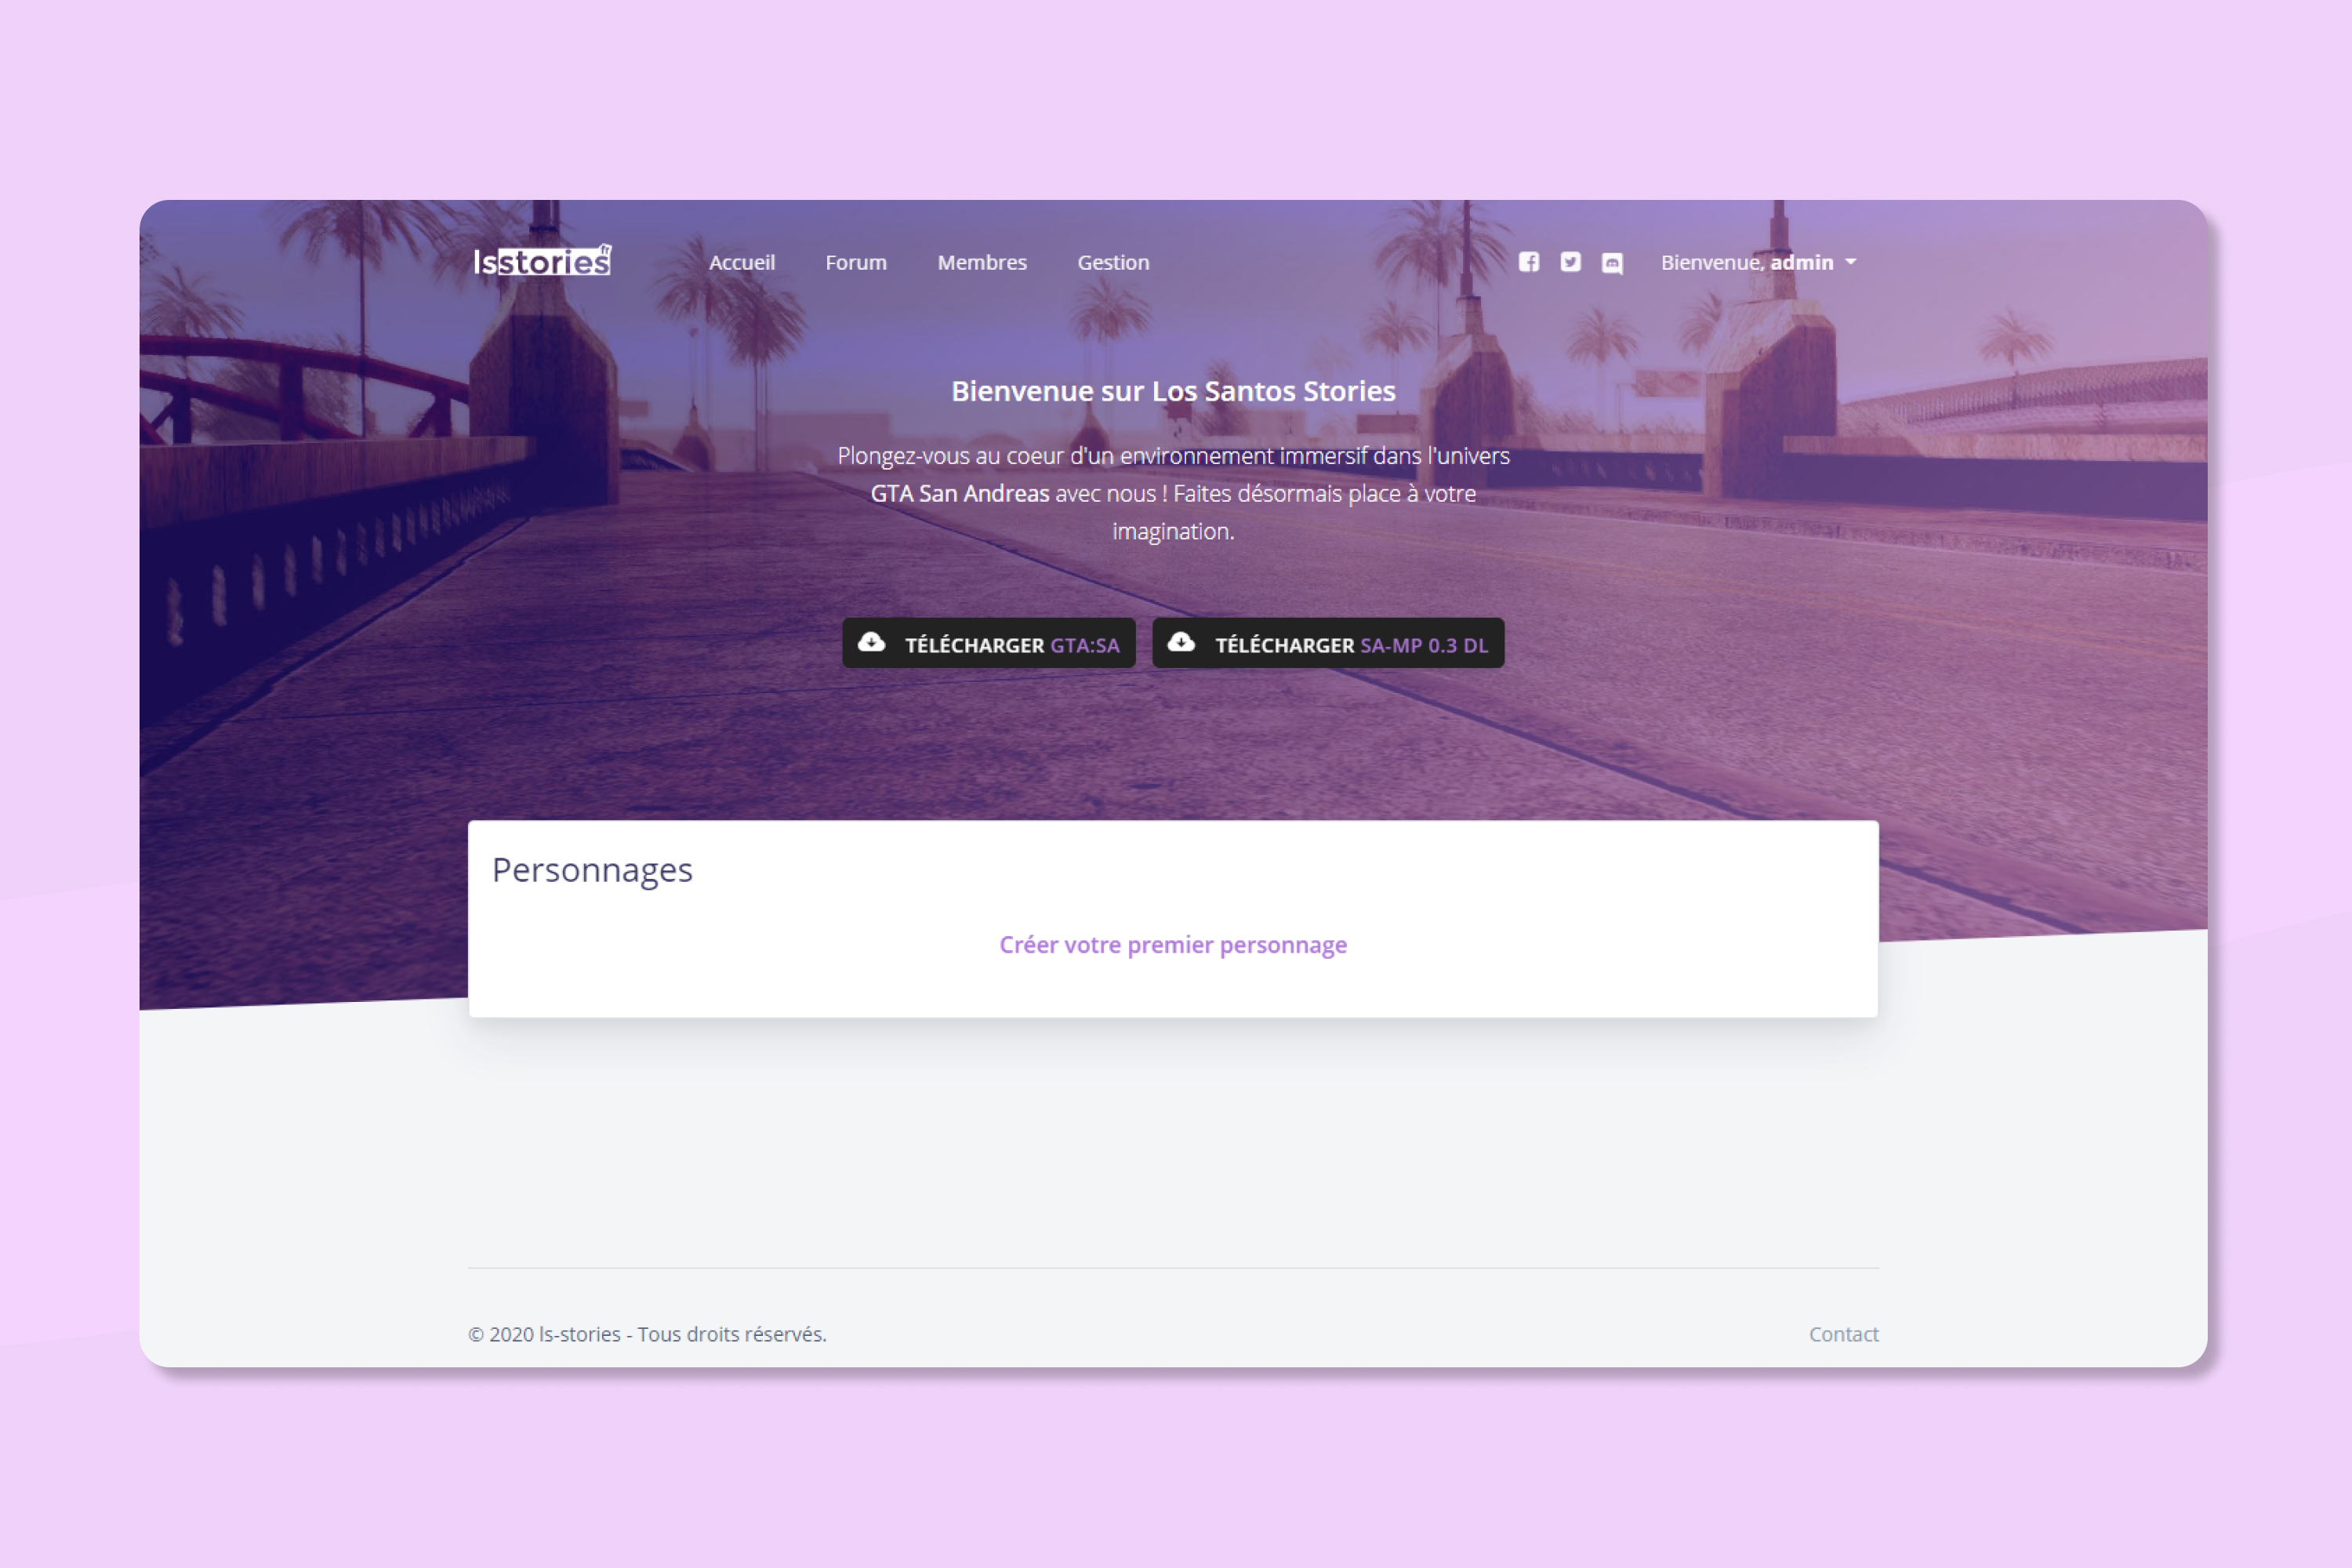 lsstories fr
Accueil
Forum
Membres
Gestion
Bienvenue, admin
Bienvenue sur Los Santos Stories
Plongez-vous au coeur d'un environnement immersif dans l'univers
GTA San Andreas avec nous ! Faites désormais place à votre
imagination.
TÉLÉCHARGER GTA:SA
TÉLÉCHARGER SA-MP 0.3 DL
Personnages
Créer votre premier personnage
© 2020 ls-stories - Tous droits réservés.
Contact